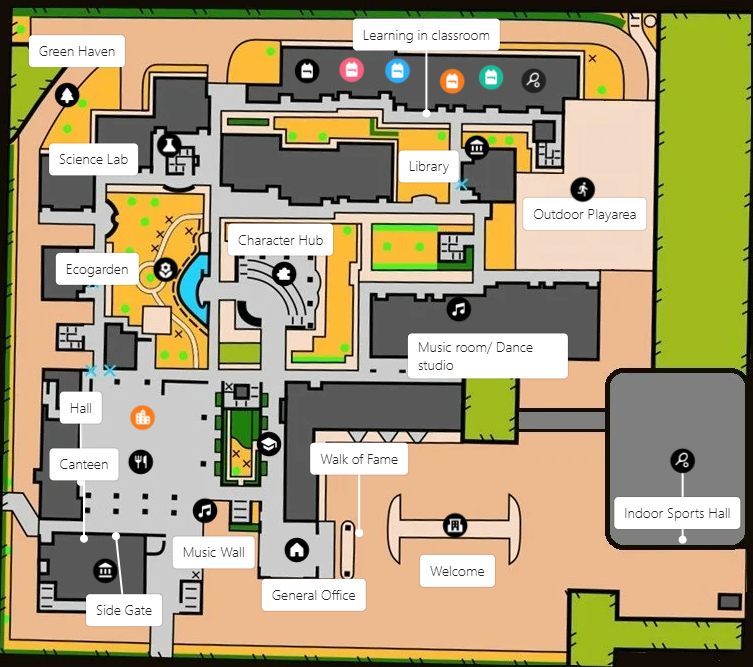 Learning in classroom
Green Haven
Science Lab
Library
Outdoor Playarea
Character Hub
Ecogarden
Music room/ Dance
studio
Hall
Canteen
Walk of Fame
Indoor Sports Hall
Music Wall
Welcome
General Office
Side Gate